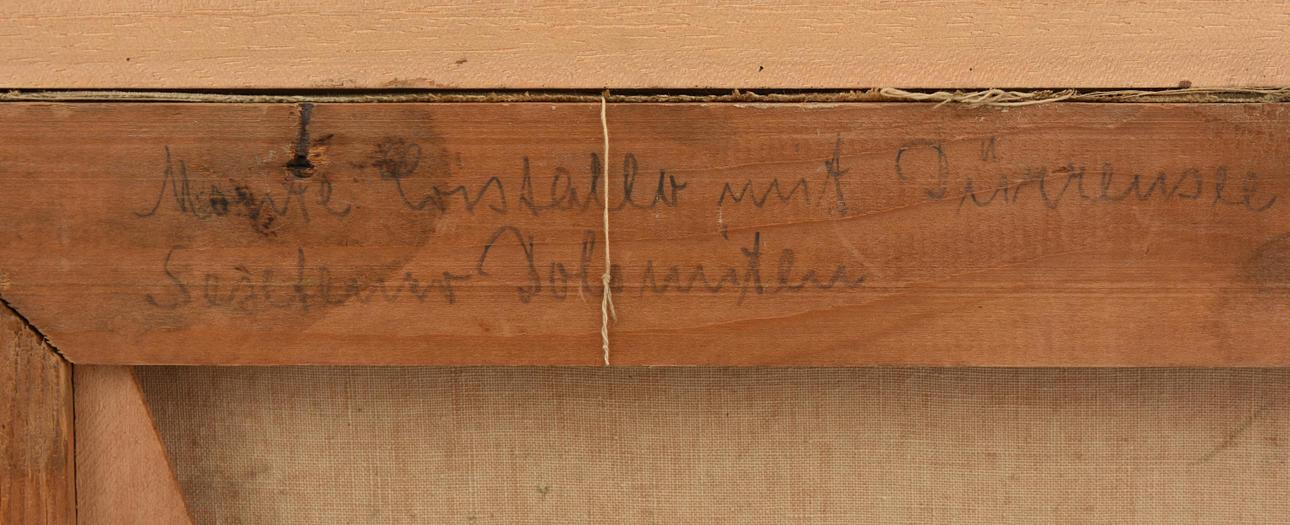 Monte Cristallo mit Dürrensee
Sextener Dolomiten